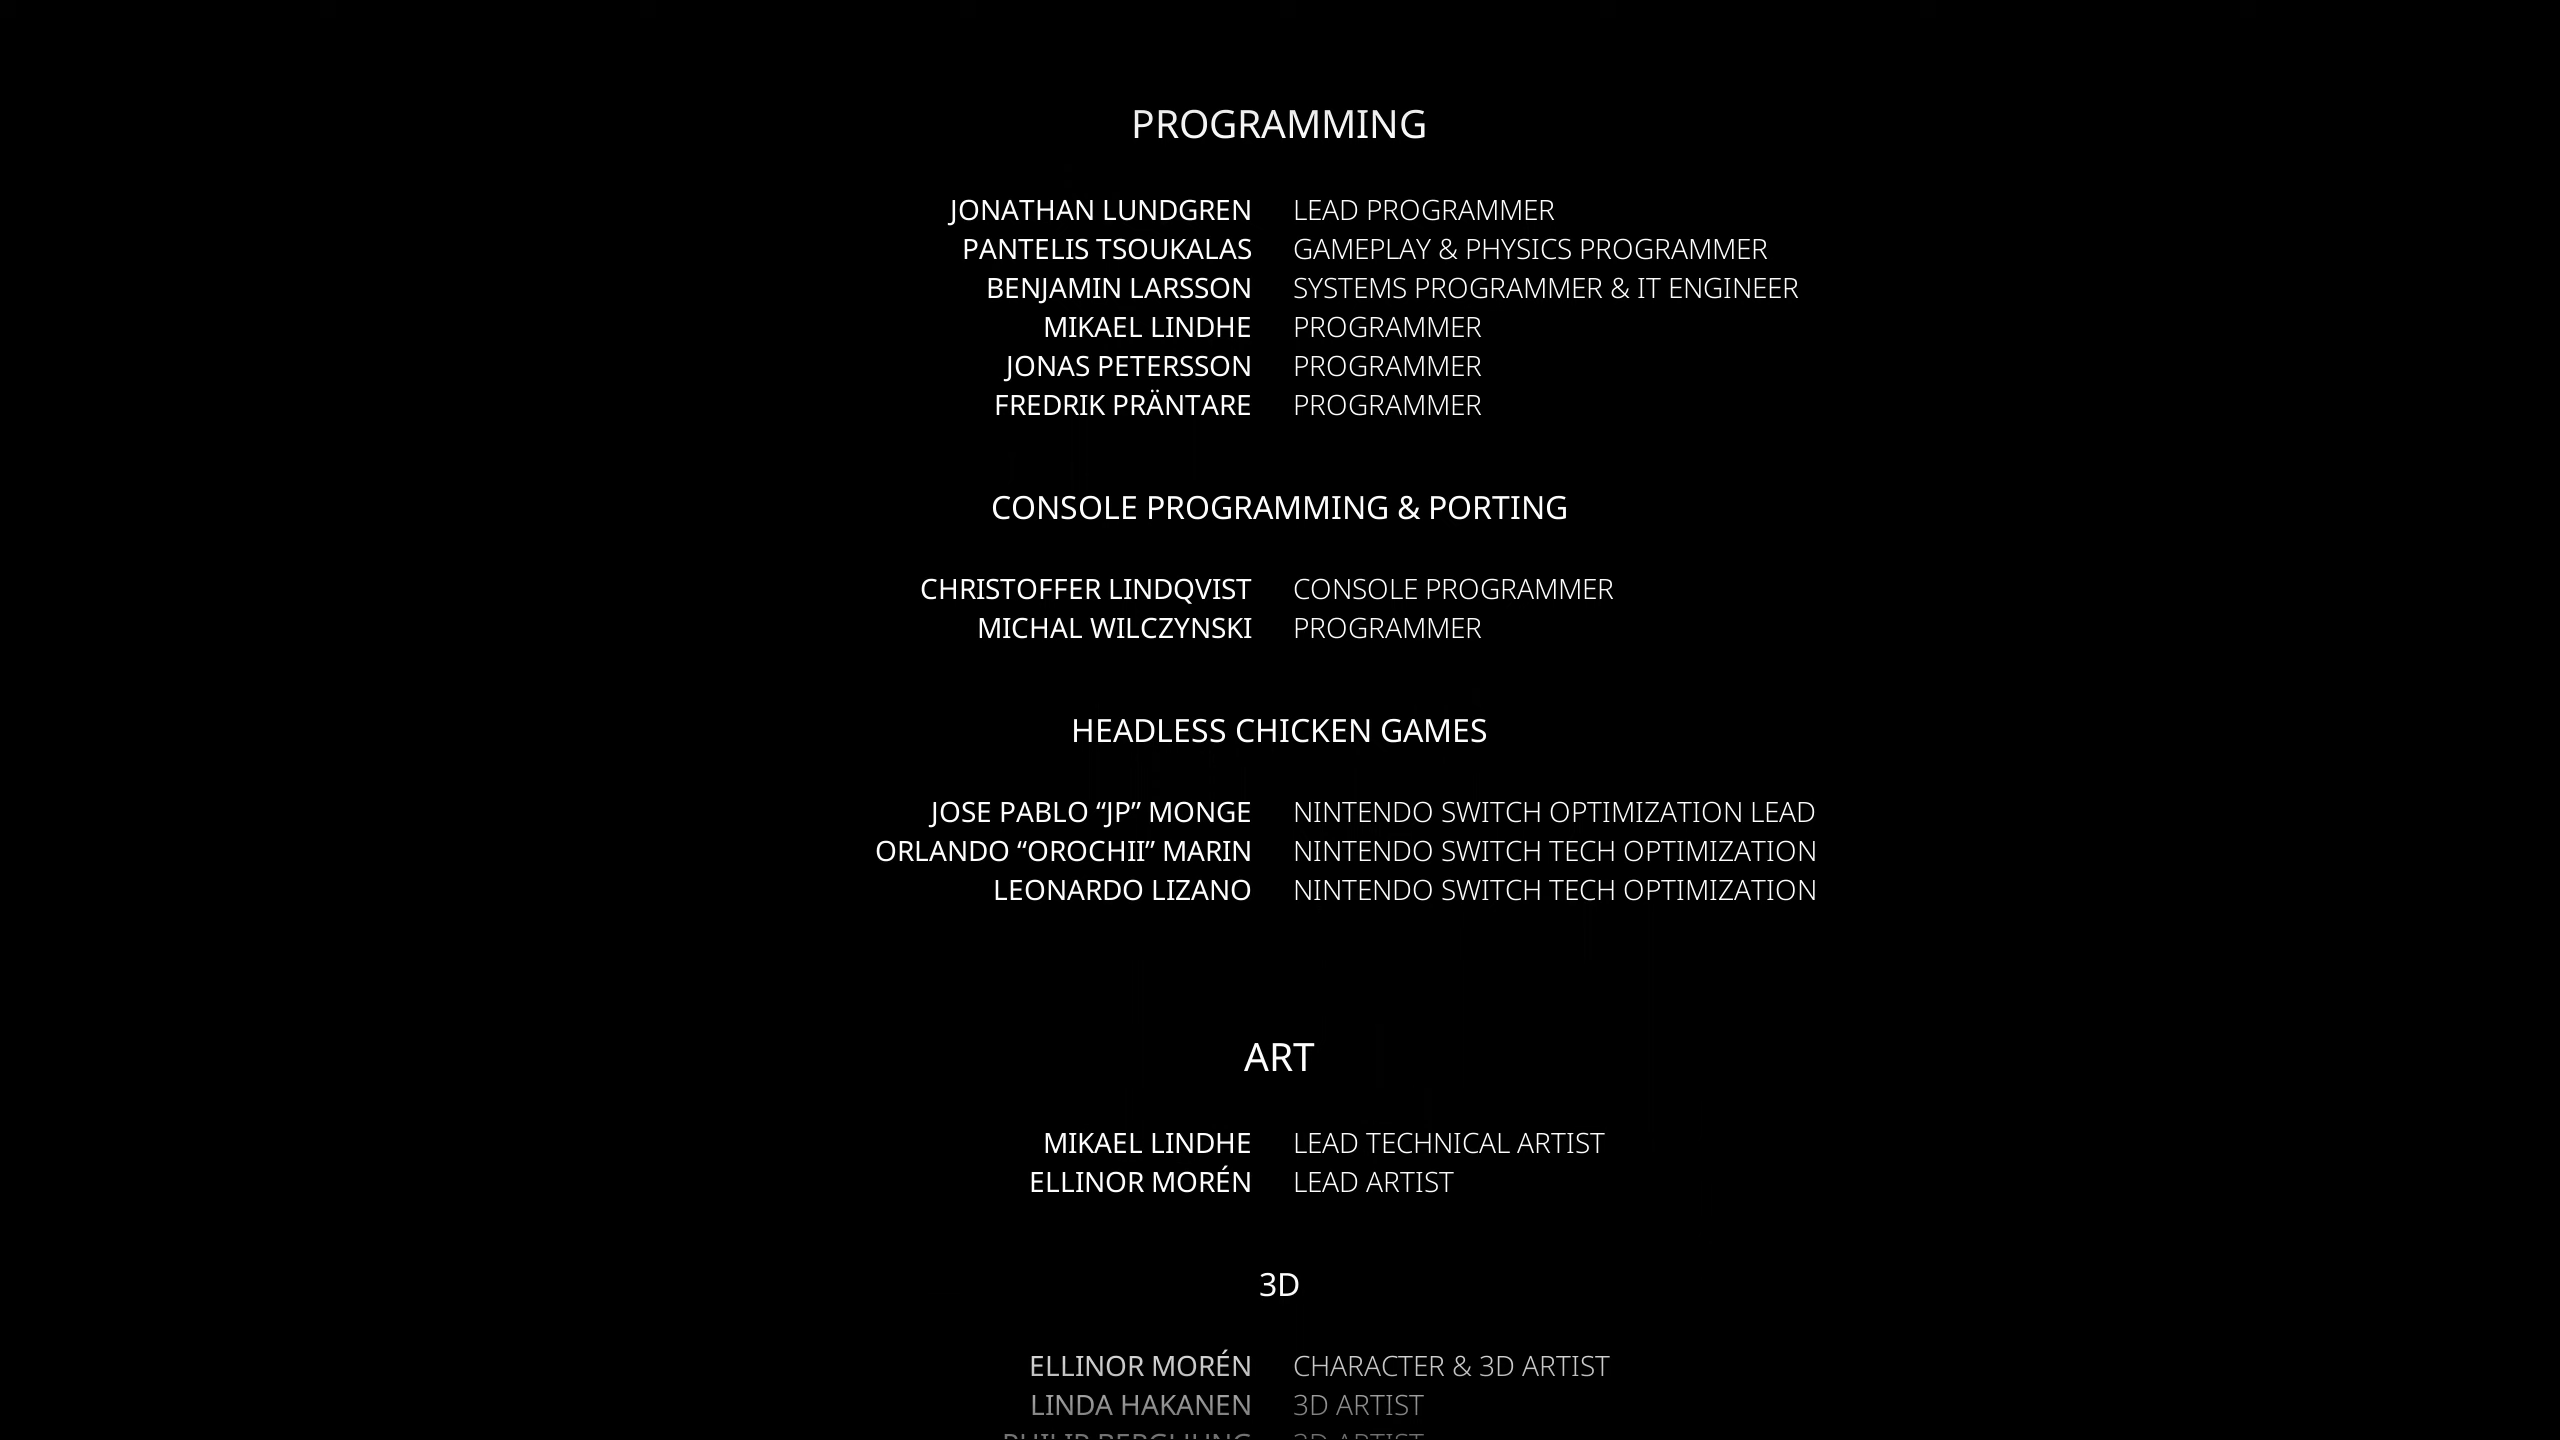 PROGRAMMING
JONATHAN LUNDGREN LEAD PROGRAMMER
PANTELIS TSOUKALAS GAMEPLAY & PHYSICS PROGRAMMER
BENJAMIN LARSSON SYSTEMS PROGRAMMER & IT ENGINEER
MIKAEL LINDHE PROGRAMMER
JONAS PETERSSON PROGRAMMER
FREDRIK PRÄNTARE PROGRAMMER
CONSOLE PROGRAMMING & PORTING
CHRISTOFFER LINDQVIST CONSOLE PROGRAMMER
MICHAL WILCZYNSKI PROGRAMMER
HEADLESS CHICKEN GAMES
JOSE PABLO “JP” MONGE NINTENDO SWITCH OPTIMIZATION LEAD
ORLANDO “OROCHII” MARIN NINTENDO SWITCH TECH OPTIMIZATION
LEONARDO LIZANO NINTENDO SWITCH TECH OPTIMIZATION
ART
MIKAEL LINDHE LEAD TECHNICAL ARTIST
ELLINOR MORÉN LEAD ARTIST
3D
ELLINOR MORÉN CHARACTER & 3D ARTIST
LINDA HAKANEN 3D ARTIST
3D ARTIST